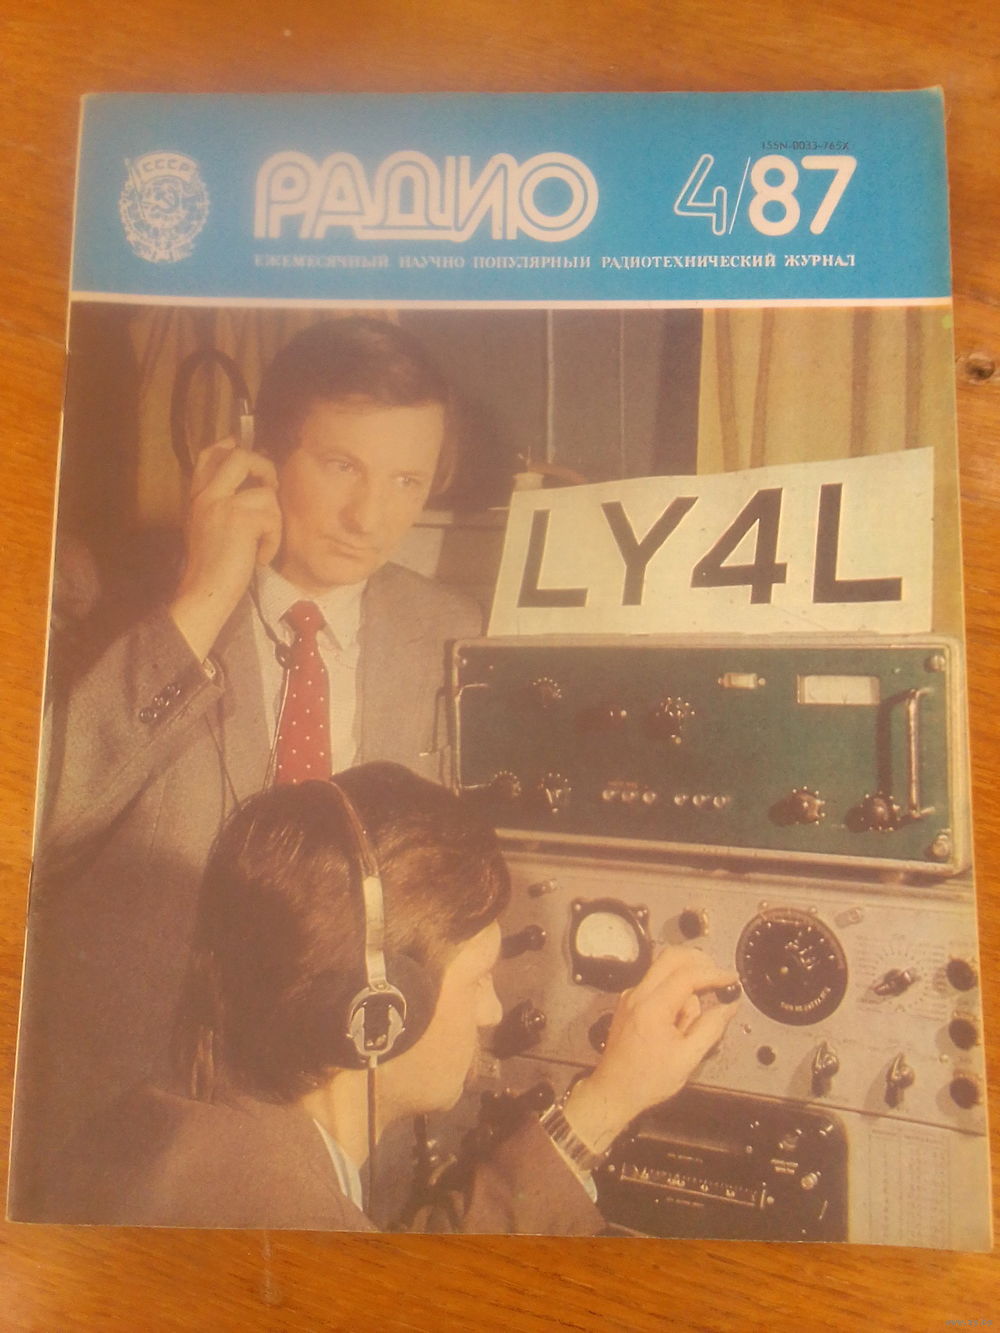 ISSN-0033-765X
СССР
РАДИО 4/87
ЕЖЕМЕСЯЧНЫЙ НАУЧНО ПОПУЛЯРНЫЙ РАДИОТЕХНИЧЕСКИЙ ЖУРНАЛ
LY4L